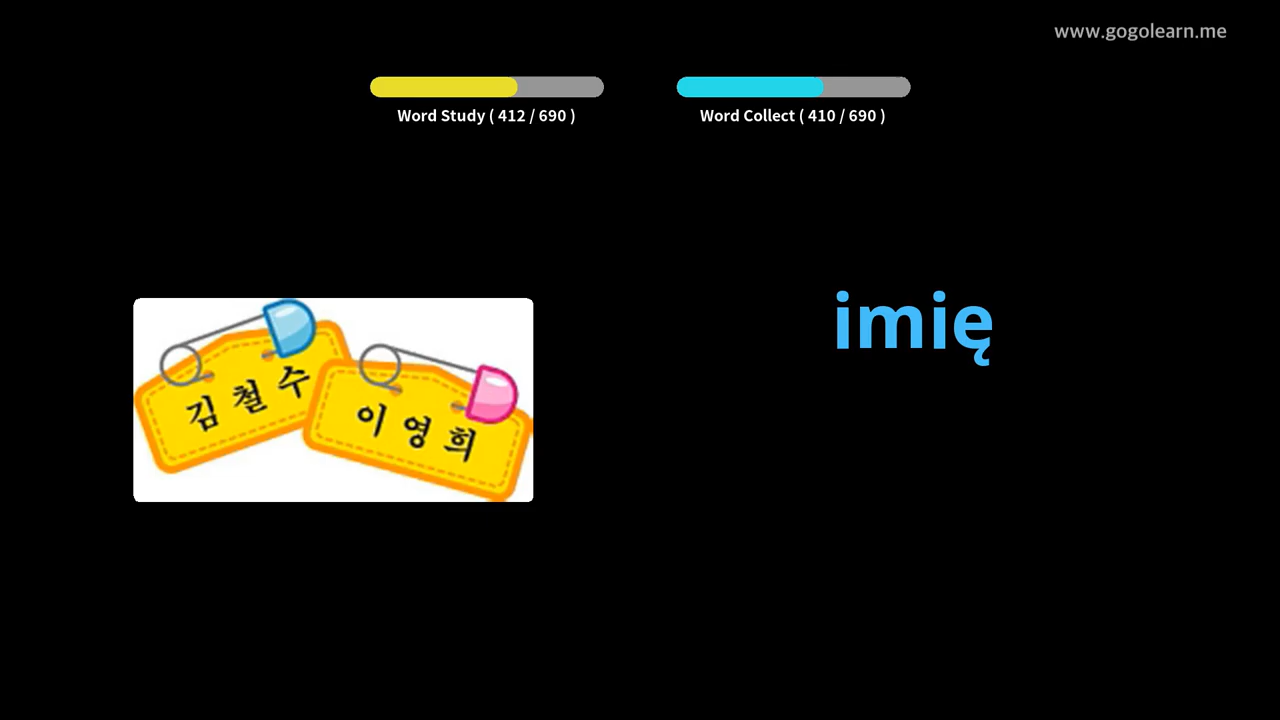 www.gogolearn.me
Word Study ( 412 / 690 )
Word Collect ( 410 / 690 )
imię
김철수
이영희